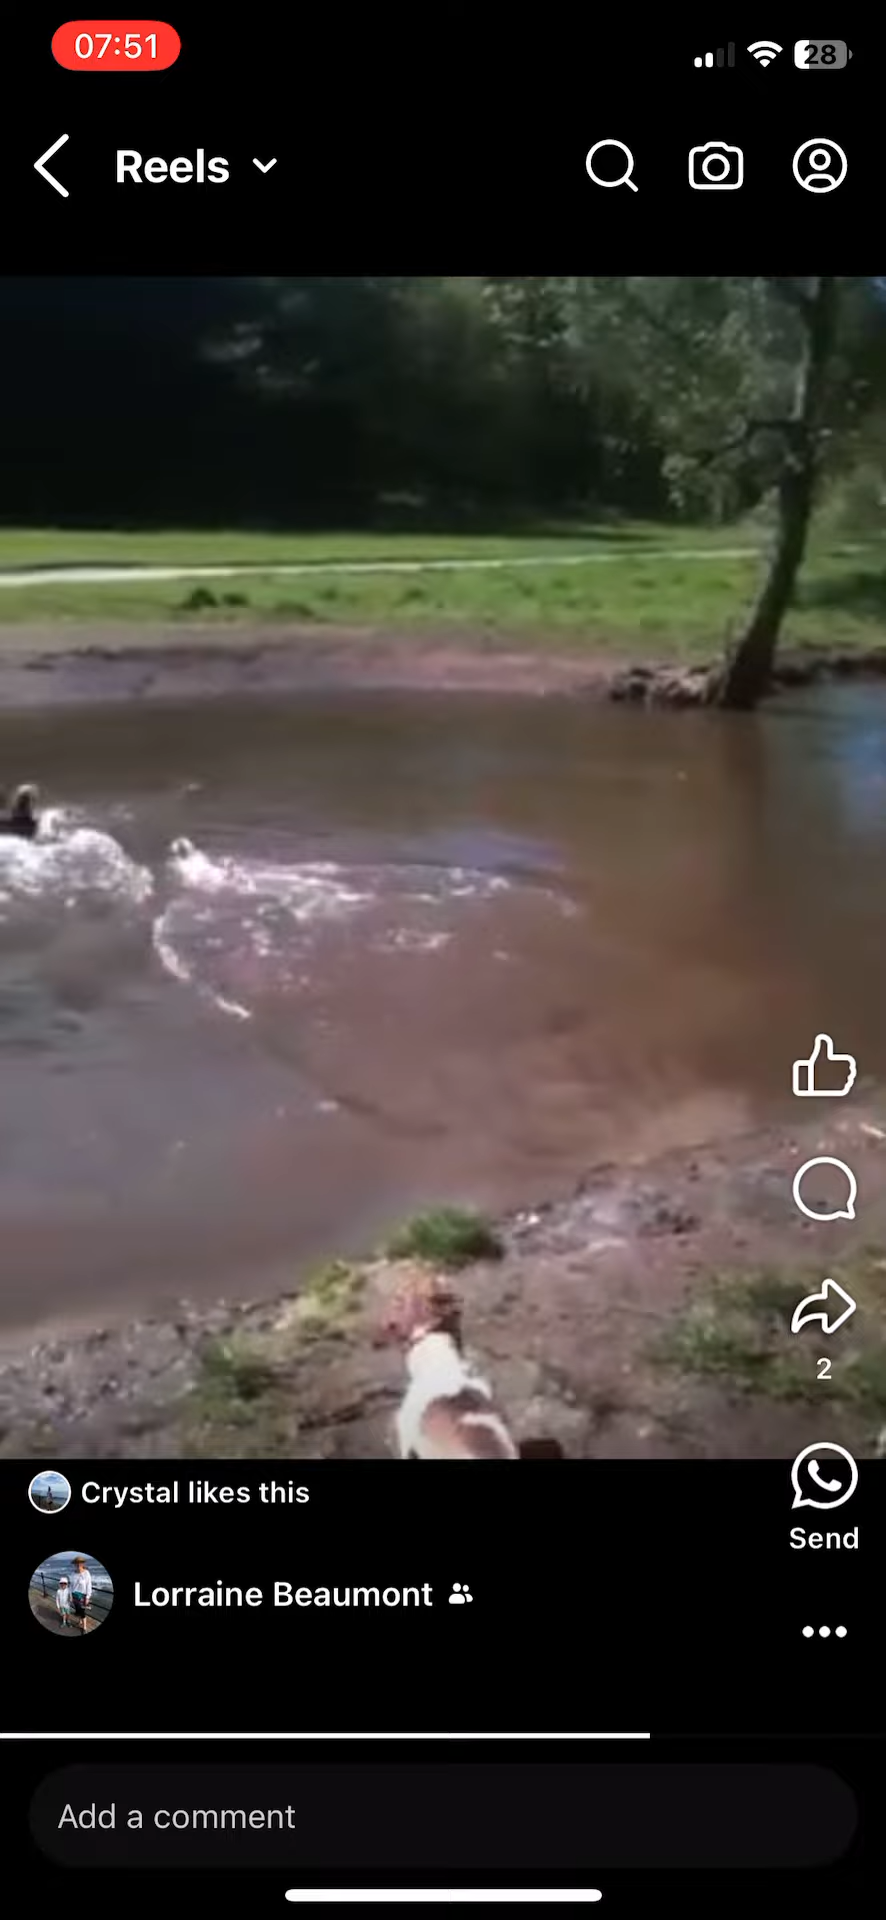 07:51
28
Reels
2
Send
Crystal likes this
Lorraine Beaumont
Add a comment